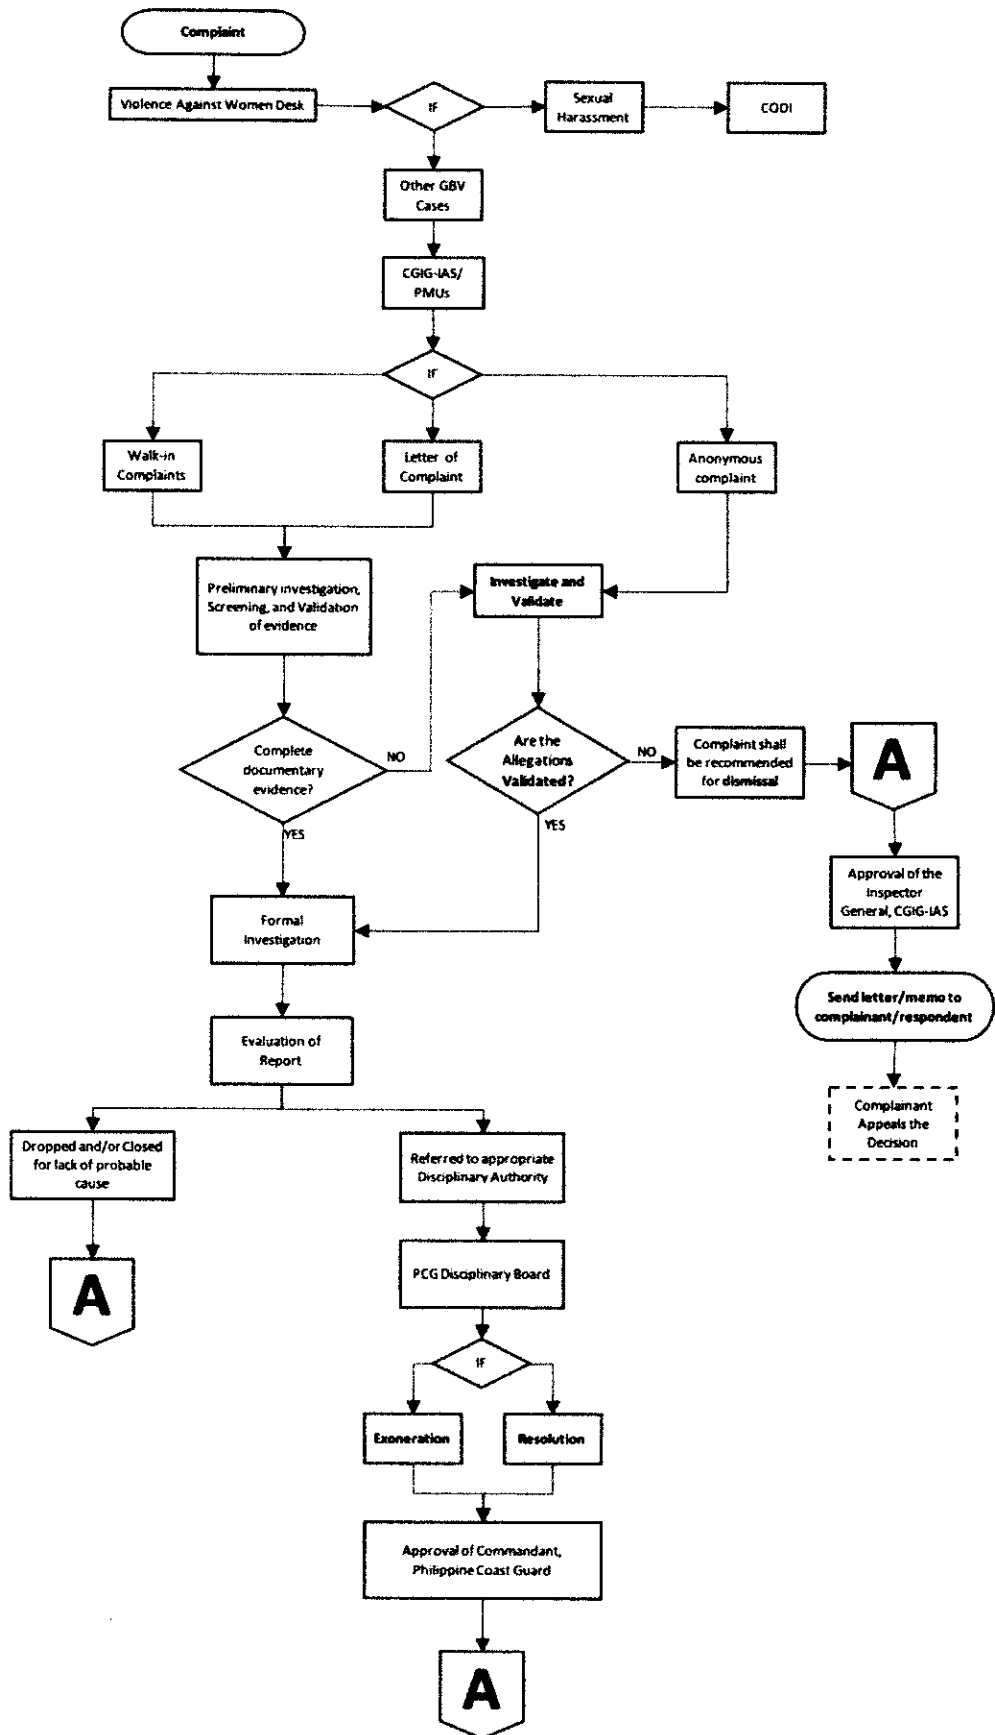 Complaint
Violence Against Women Desk
IF
Sexual
Harassment
CODI
Other GBV
Cases
CGIG-IAS/
PMUs
IF
Walk-in
Complaints
Letter of
Complaint
Anonymous
complaint
Preliminary investigation,
Screening, and Validation
of evidence
Investigate and
Validate
Complete
documentary
evidence?
NO
YES
Are the
Allegations
Validated?
NO
YES
Complaint shall
be recommended
for dismissal
A
Approval of the
Inspector
General, CGIG-IAS
Formal
Investigation
Send letter/memo to
complainant/respondent
Evaluation of
Report
Complainant
Appeals the
Decision
Dropped and/or Closed
for lack of probable
cause
Referred to appropriate
Disciplinary Authority
A
PCG Disciplinary Board
IF
Exoneration
Resolution
Approval of Commandant,
Philippine Coast Guard
A